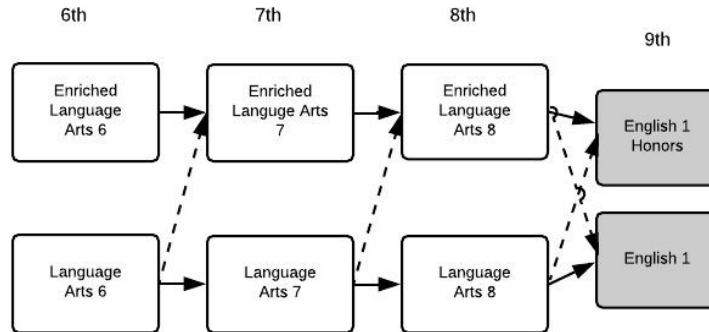 6th
7th
8th
9th
Enriched
Language
Arts 6
Enriched
Languge Arts
7
Enriched
Language
Arts 8
English 1
Honors
Language
Arts 6
Language
Arts 7
Language
Arts 8
English 1